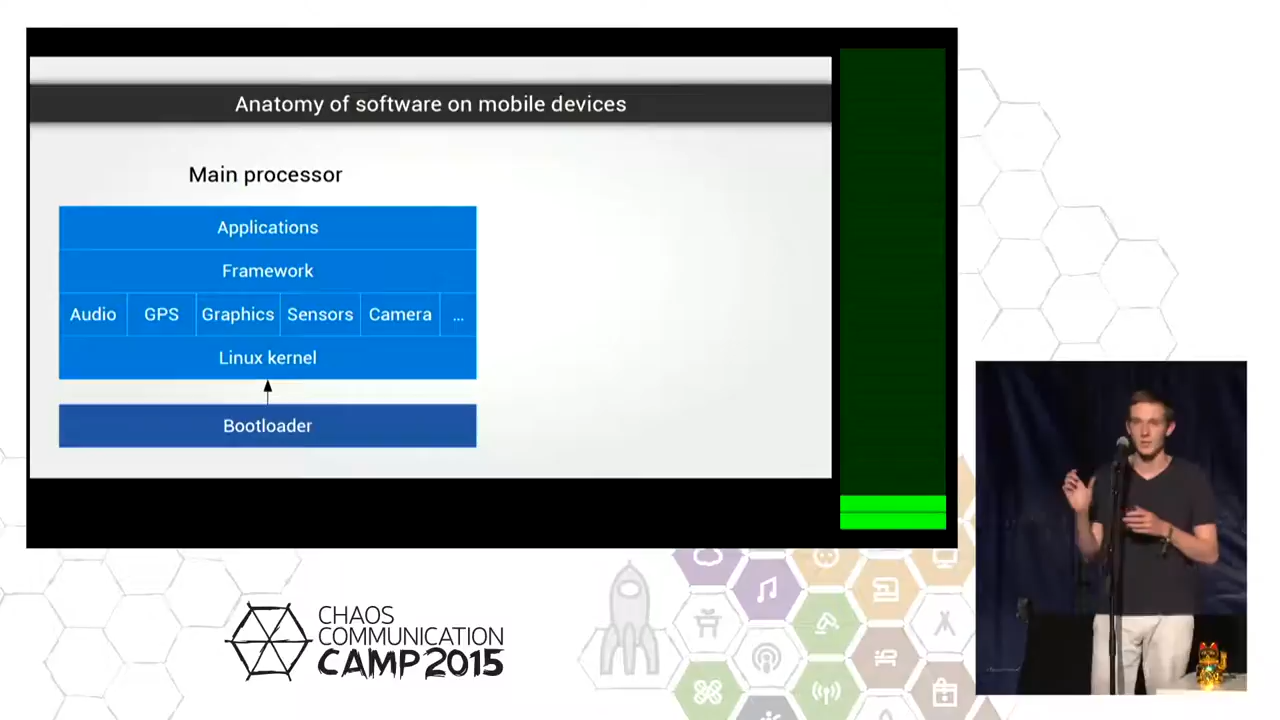 Anatomy of software on mobile devices
Main processor
Applications
Framework
Audio GPS Graphics Sensors Camera ...
Linux kernel
Bootloader
CHAOS
COMMUNICATION
CAMP 2015